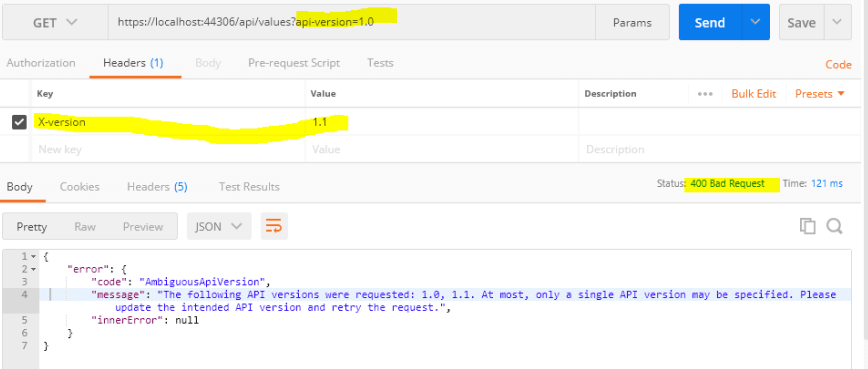 GET https://localhost:44306/api/values?api-version=1.0 Params Send Save
Authorization Headers (1) Body Pre-request Script Tests Code
Key Value Description ••• Bulk Edit Presets
X-version 1.1
New key Value Description
Body Cookies Headers (5) Test Results Status: 400 Bad Request Time: 121 ms
Pretty Raw Preview JSON
1 {
2 "error": {
3 "code": "AmbiguousApiVersion",
4 "message": "The following API versions were requested: 1.0, 1.1. At most, only a single API version may be specified. Please
update the intended API version and retry the request.",
5 "innerError": null
6 }
7 }